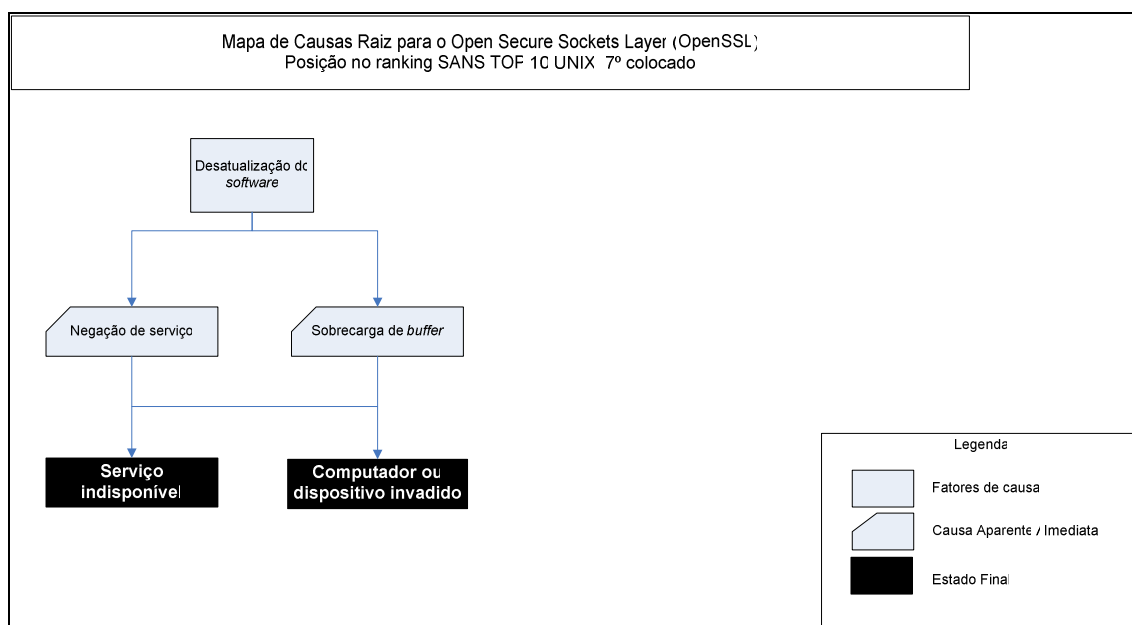 Mapa de Causas Raiz para o Open Secure Sockets Layer (OpenSSL)
Posição no ranking SANS TOP 10 UNIX 7º colocado
Desatualização do
software
Negação de serviço
Sobrecarga de buffer
Serviço
indisponível
Computador ou
dispositivo invadido
Legenda
Fatores de causa
Causa Aparente / Imediata
Estado Final